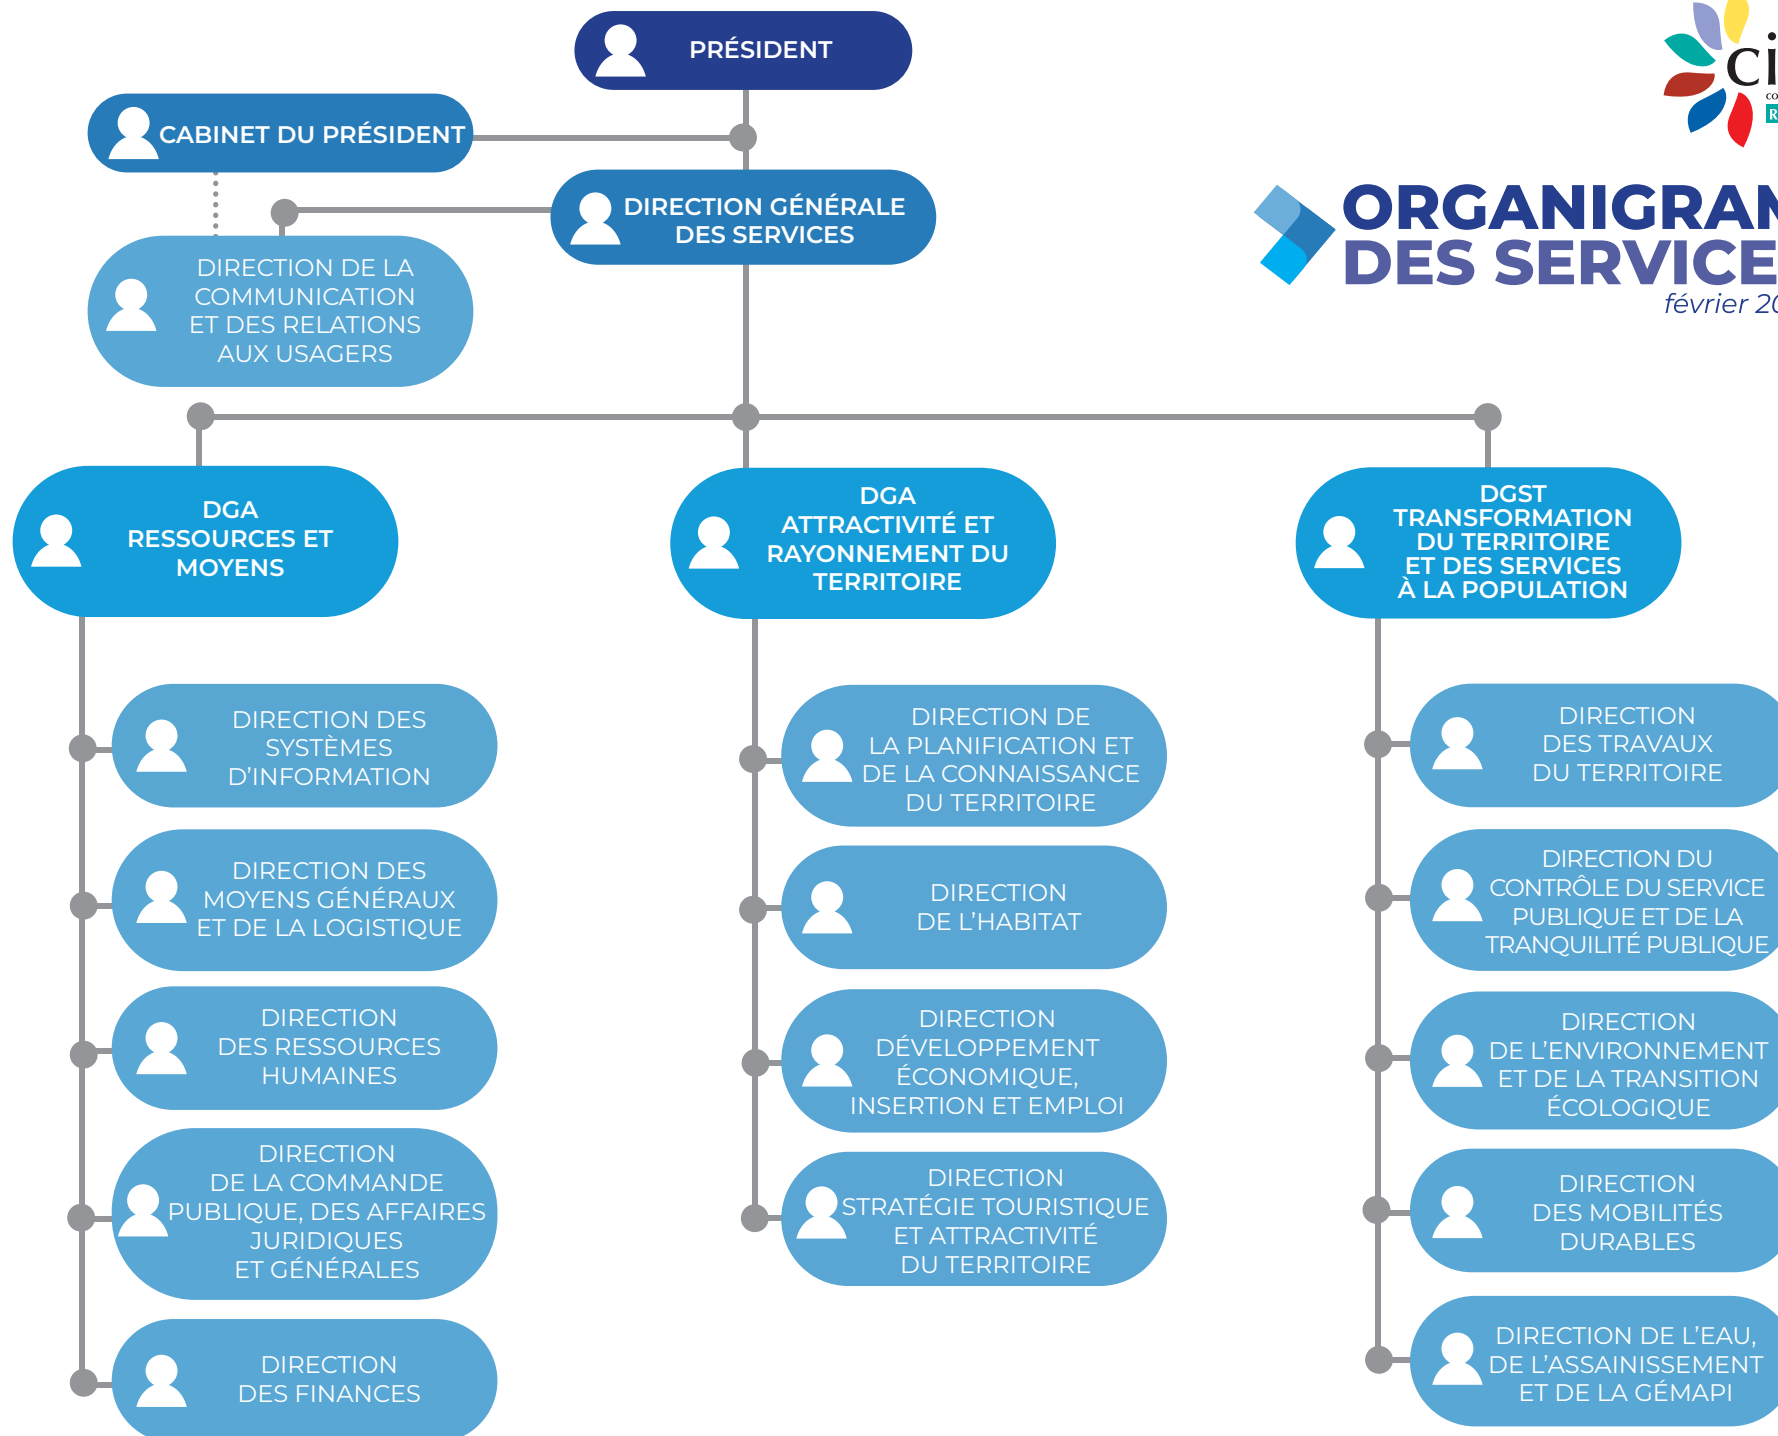 PRÉSIDENT
CABINET DU PRÉSIDENT
DIRECTION GÉNÉRALE
DES SERVICES
DIRECTION DE LA
COMMUNICATION
ET DES RELATIONS
AUX USAGERS
DES SERVICE
février
DGA
RESSOURCES ET
MOYENS
DIRECTION DES
SYSTÈMES
D'INFORMATION
DIRECTION DES
MOYENS GÉNÉRAUX
ET DE LA LOGISTIQUE
DIRECTION
DES RESSOURCES
HUMAINES
DIRECTION
DE LA COMMANDE
PUBLIQUE, DES AFFAIRES
JURIDIQUES
ET GÉNÉRALES
DIRECTION
DES FINANCES
DGA
ATTRACTIVITÉ ET
RAYONNEMENT DU
TERRITOIRE
DIRECTION DE
LA PLANIFICATION ET
DE LA CONNAISSANCE
DU TERRITOIRE
DIRECTION
DE L'HABITAT
DIRECTION
DÉVELOPPEMENT
ÉCONOMIQUE,
INSERTION ET EMPLOI
DIRECTION
STRATÉGIE TOURISTIQUE
ET ATTRACTIVITÉ
DU TERRITOIRE
DGST
TRANSFORMATION
DU TERRITOIRE
ET DES SERVICES
À LA POPULATION
DIRECTION
DES TRAVAUX
DU TERRITOIRE
DIRECTION DU
CONTRÔLE DU SERVICE
PUBLIQUE ET DE LA
TRANQUILITÉ PUBLIQUE
DIRECTION
DE L'ENVIRONNEMENT
ET DE LA TRANSITION
ÉCOLOGIQUE
DIRECTION
DES MOBILITÉS
DURABLES
DIRECTION DE L'EAU,
DE L'ASSAINISSEMENT
ET DE LA GÉMAPI